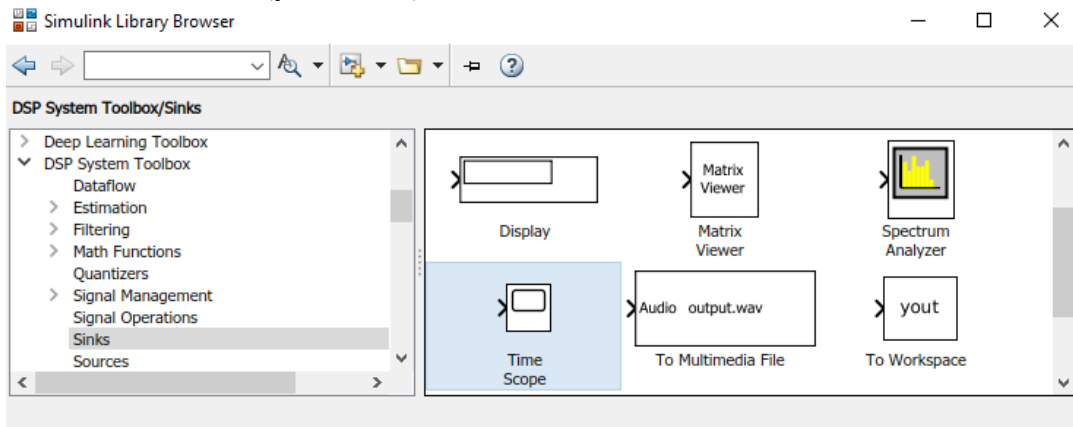 Simulink Library Browser
DSP System Toolbox/Sinks
Deep Learning Toolbox
DSP System Toolbox
Dataflow
Estimation
Filtering
Math Functions
Quantizers
Signal Management
Signal Operations
Sinks
Sources
Display
Matrix
Viewer
Matrix
Viewer
Spectrum
Analyzer
Time
Scope
Audio output.wav
To Multimedia File
yout
To Workspace